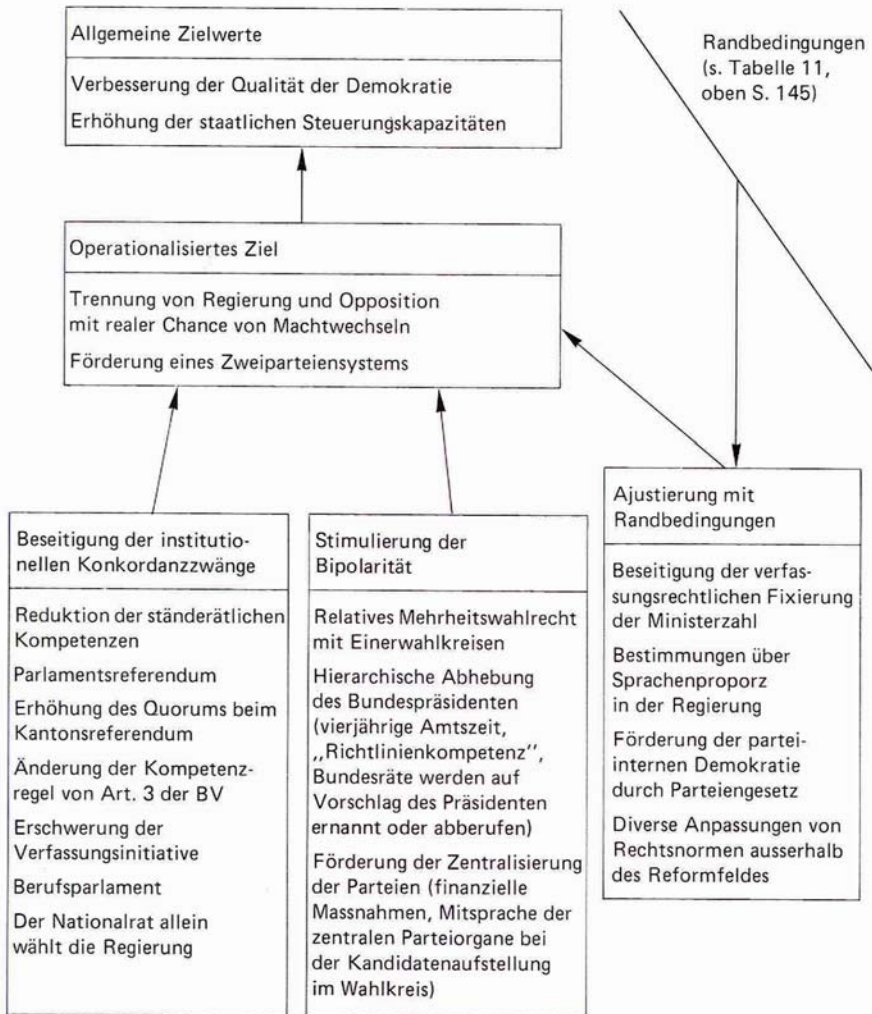 Allgemeine Zielwerte
Verbesserung der Qualität der Demokratie
Erhöhung der staatlichen Steuerungskapazitäten
Randbedingungen
(s. Tabelle 11,
oben S. 145)
Operationalisiertes Ziel
Trennung von Regierung und Opposition
mit realer Chance von Machtwechseln
Förderung eines Zweiparteiensystems
Beseitigung der institutio-
nellen Konkordanzzwänge
Reduktion der ständerätlichen
Kompetenzen
Parlamentsreferendum
Erhöhung des Quorums beim
Kantonsreferendum
Änderung der Kompetenz-
regel von Art. 3 der BV
Erschwerung der
Verfassungsinitiative
Berufsparlament
Der Nationalrat allein
wählt die Regierung
Stimulierung der
Bipolarität
Relatives Mehrheitswahlrecht
mit Einerwahlkreisen
Hierarchische Abhebung
des Bundespräsidenten
(vierjährige Amtszeit,
,,Richtlinienkompetenz'',
Bundesräte werden auf
Vorschlag des Präsidenten
ernannt oder abberufen)
Förderung der Zentralisierung
der Parteien (finanzielle
Massnahmen, Mitsprache der
zentralen Parteiorgane bei
der Kandidatenaufstellung
im Wahlkreis)
Ajustierung mit
Randbedingungen
Beseitigung der verfas-
sungsrechtlichen Fixierung
der Ministerzahl
Bestimmungen über
Sprachenproporz
in der Regierung
Förderung der partei-
internen Demokratie
durch Parteiengesetz
Diverse Anpassungen von
Rechtsnormen ausserhalb
des Reformfeldes